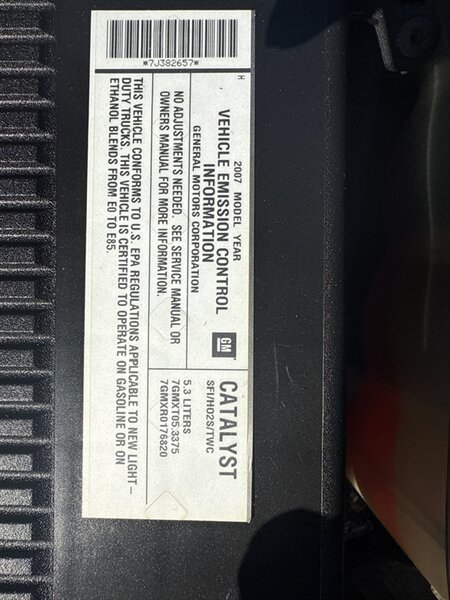 *7J382657*
H
2007 MODEL YEAR
VEHICLE EMISSION CONTROL
INFORMATION
GENERAL MOTORS CORPORATION
GM
CATALYST
SFI/HO2S/TWC
NO ADJUSTMENTS NEEDED. SEE SERVICE MANUAL OR
OWNERS MANUAL FOR MORE INFORMATION.
5.3 LITERS
7GMXT05.3375
7GMXR0176820
THIS VEHICLE CONFORMS TO U.S. EPA REGULATIONS APPLICABLE TO NEW LIGHT-
DUTY TRUCKS. THIS VEHICLE IS CERTIFIED TO OPERATE ON GASOLINE OR ON
ETHANOL BLENDS FROM E0 TO E85.